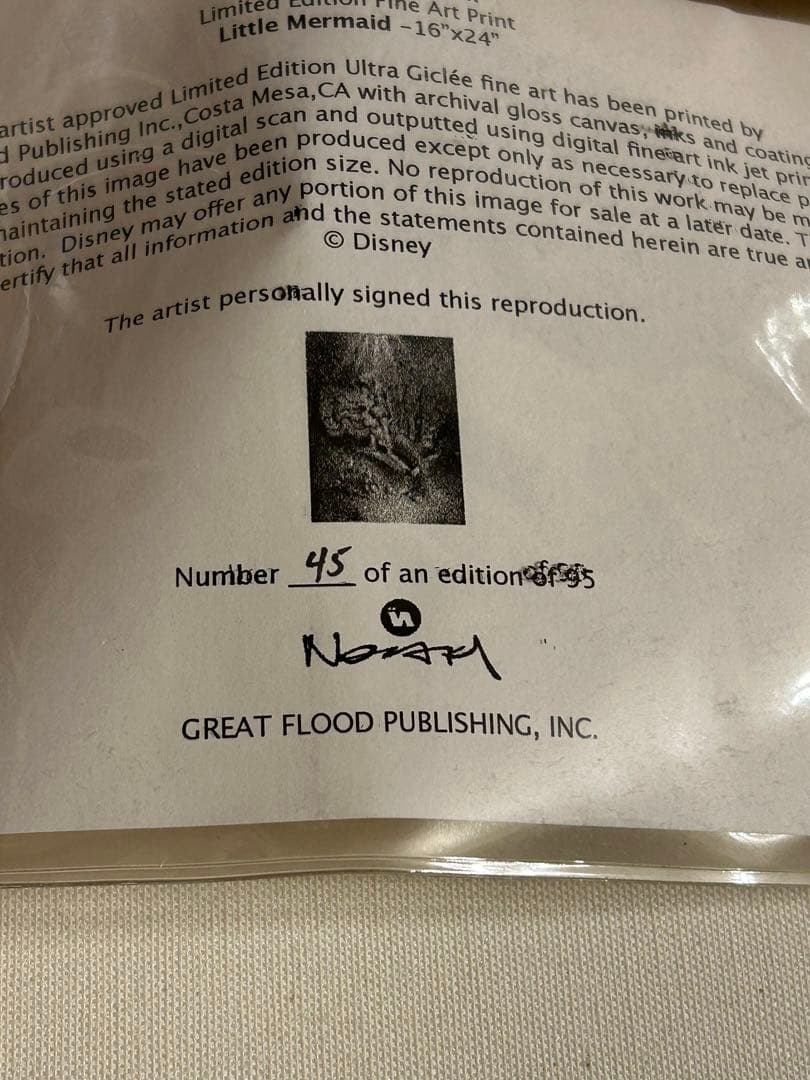 Limited Edition Fine Art Print
Little Mermaid – 16"x24"
artist approved Limited Edition Ultra Giclée fine art has been printed by
d Publishing Inc., Costa Mesa, CA with archival gloss canvas, inks and coating
roduced using a digital scan and outputted using digital fine art ink jet prin
es of this image have been produced except only as necessary to replace p
naintaining the stated edition size. No reproduction of this work may be m
tion. Disney may offer any portion of this image for sale at a later date. T
ertify that all information and the statements contained herein are true a
© Disney
The artist personally signed this reproduction.
Number 45 of an edition of 95
GREAT FLOOD PUBLISHING, INC.